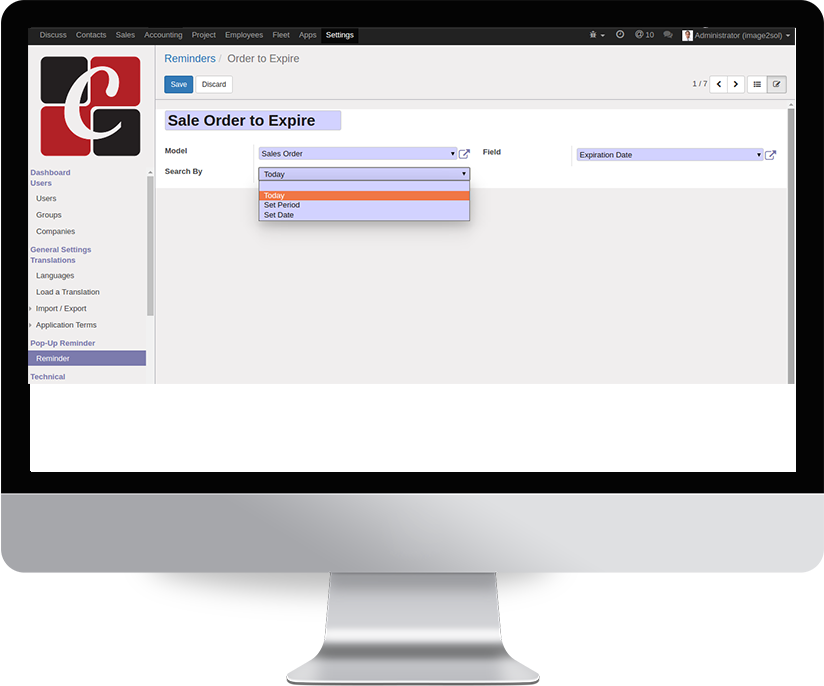 Discuss Contacts Sales Accounting Project Employees Fleet Apps Settings @ 10 Administrator (image2sol)
C
Reminders / Order to Expire
Save Discard 1 / 7
Sale Order to Expire
Model Sales Order Field Expiration Date
Search By Today
Today
Set Period
Set Date
Dashboard
Users
Users
Groups
Companies
General Settings
Translations
Languages
Load a Translation
Import / Export
Application Terms
Pop-Up Reminder
Reminder
Technical